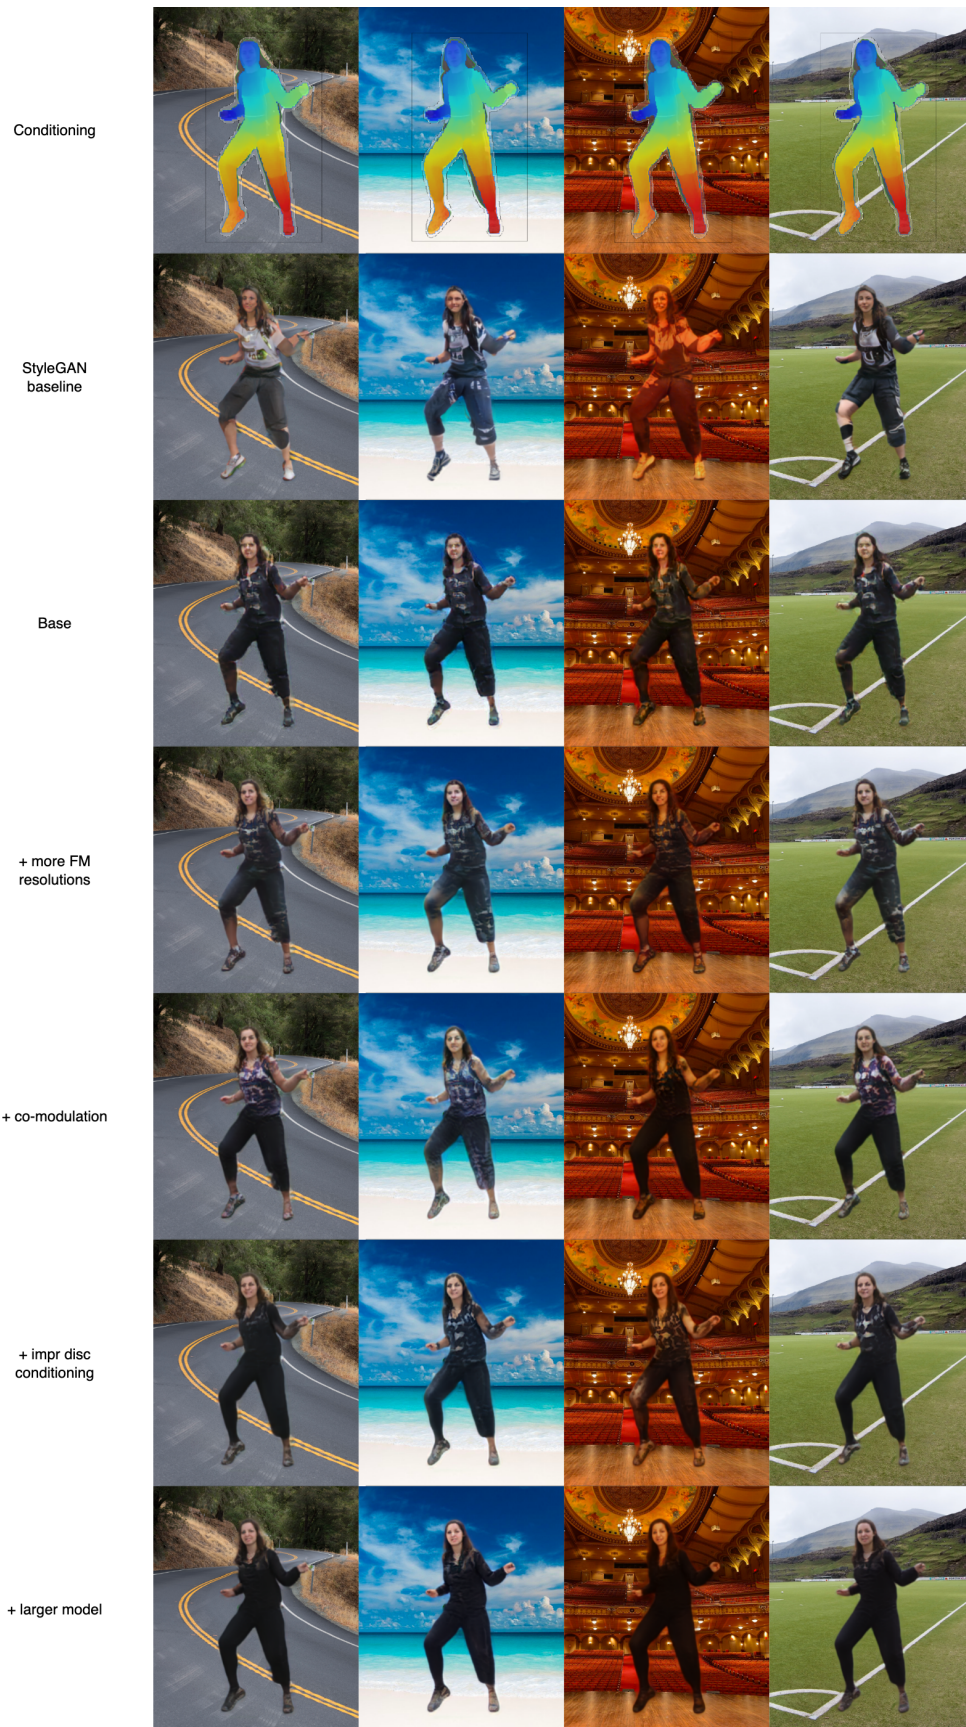 Conditioning
StyleGAN
baseline
Base
+ more FM
resolutions
+ co-modulation
+ impr disc
conditioning
+ larger model